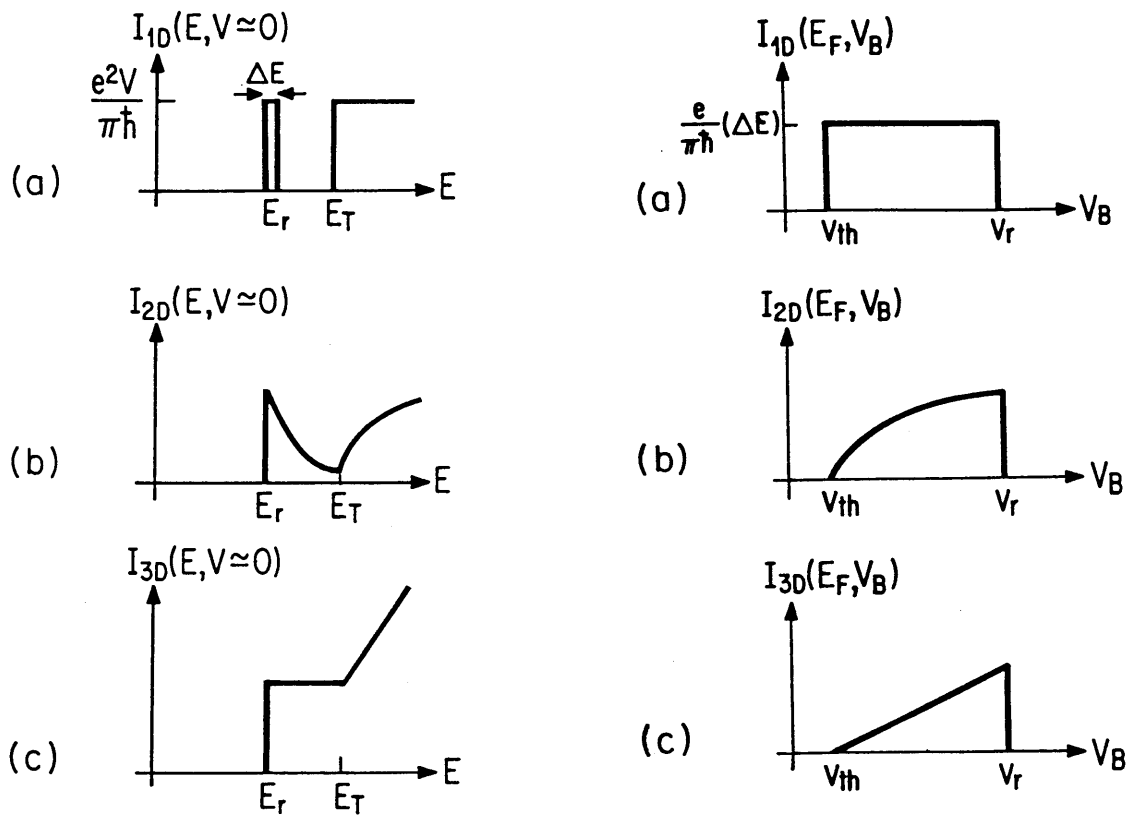 I1D(E,V≃0)
ΔE
e²V
πħ
(a)
E
Er
ET
I2D(E,V≃0)
(b)
E
Er
ET
I3D(E,V≃0)
(c)
E
Er
ET
I1D(EF,VB)
e
πħ
(ΔE)
(a)
VB
Vth
Vr
I2D(EF,VB)
(b)
VB
Vth
Vr
I3D(EF,VB)
(c)
VB
Vth
Vr